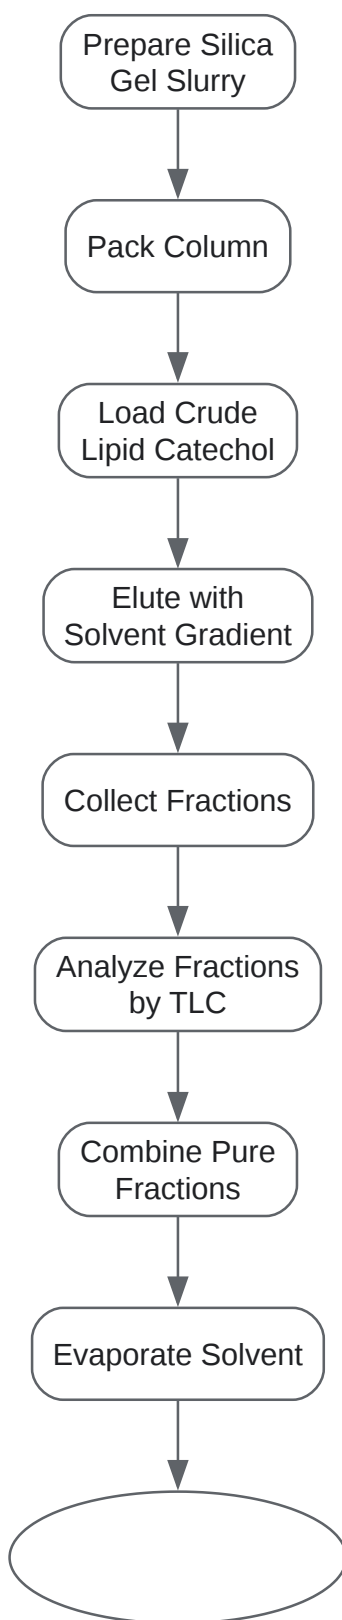 Prepare Silica
Gel Slurry
Pack Column
Load Crude
Lipid Catechol
Elute with
Solvent Gradient
Collect Fractions
Analyze Fractions
by TLC
Combine Pure
Fractions
Evaporate Solvent